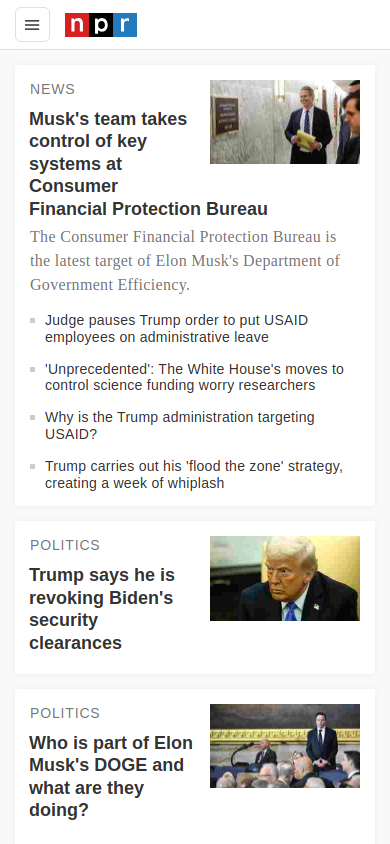 npr
NEWS
Musk's team takes
control of key
systems at
Consumer
Financial Protection Bureau
The Consumer Financial Protection Bureau is
the latest target of Elon Musk's Department of
Government Efficiency.
Judge pauses Trump order to put USAID
employees on administrative leave
'Unprecedented': The White House's moves to
control science funding worry researchers
Why is the Trump administration targeting
USAID?
Trump carries out his 'flood the zone' strategy,
creating a week of whiplash
POLITICS
Trump says he is
revoking Biden's
security
clearances
POLITICS
Who is part of Elon
Musk's DOGE and
what are they
doing?